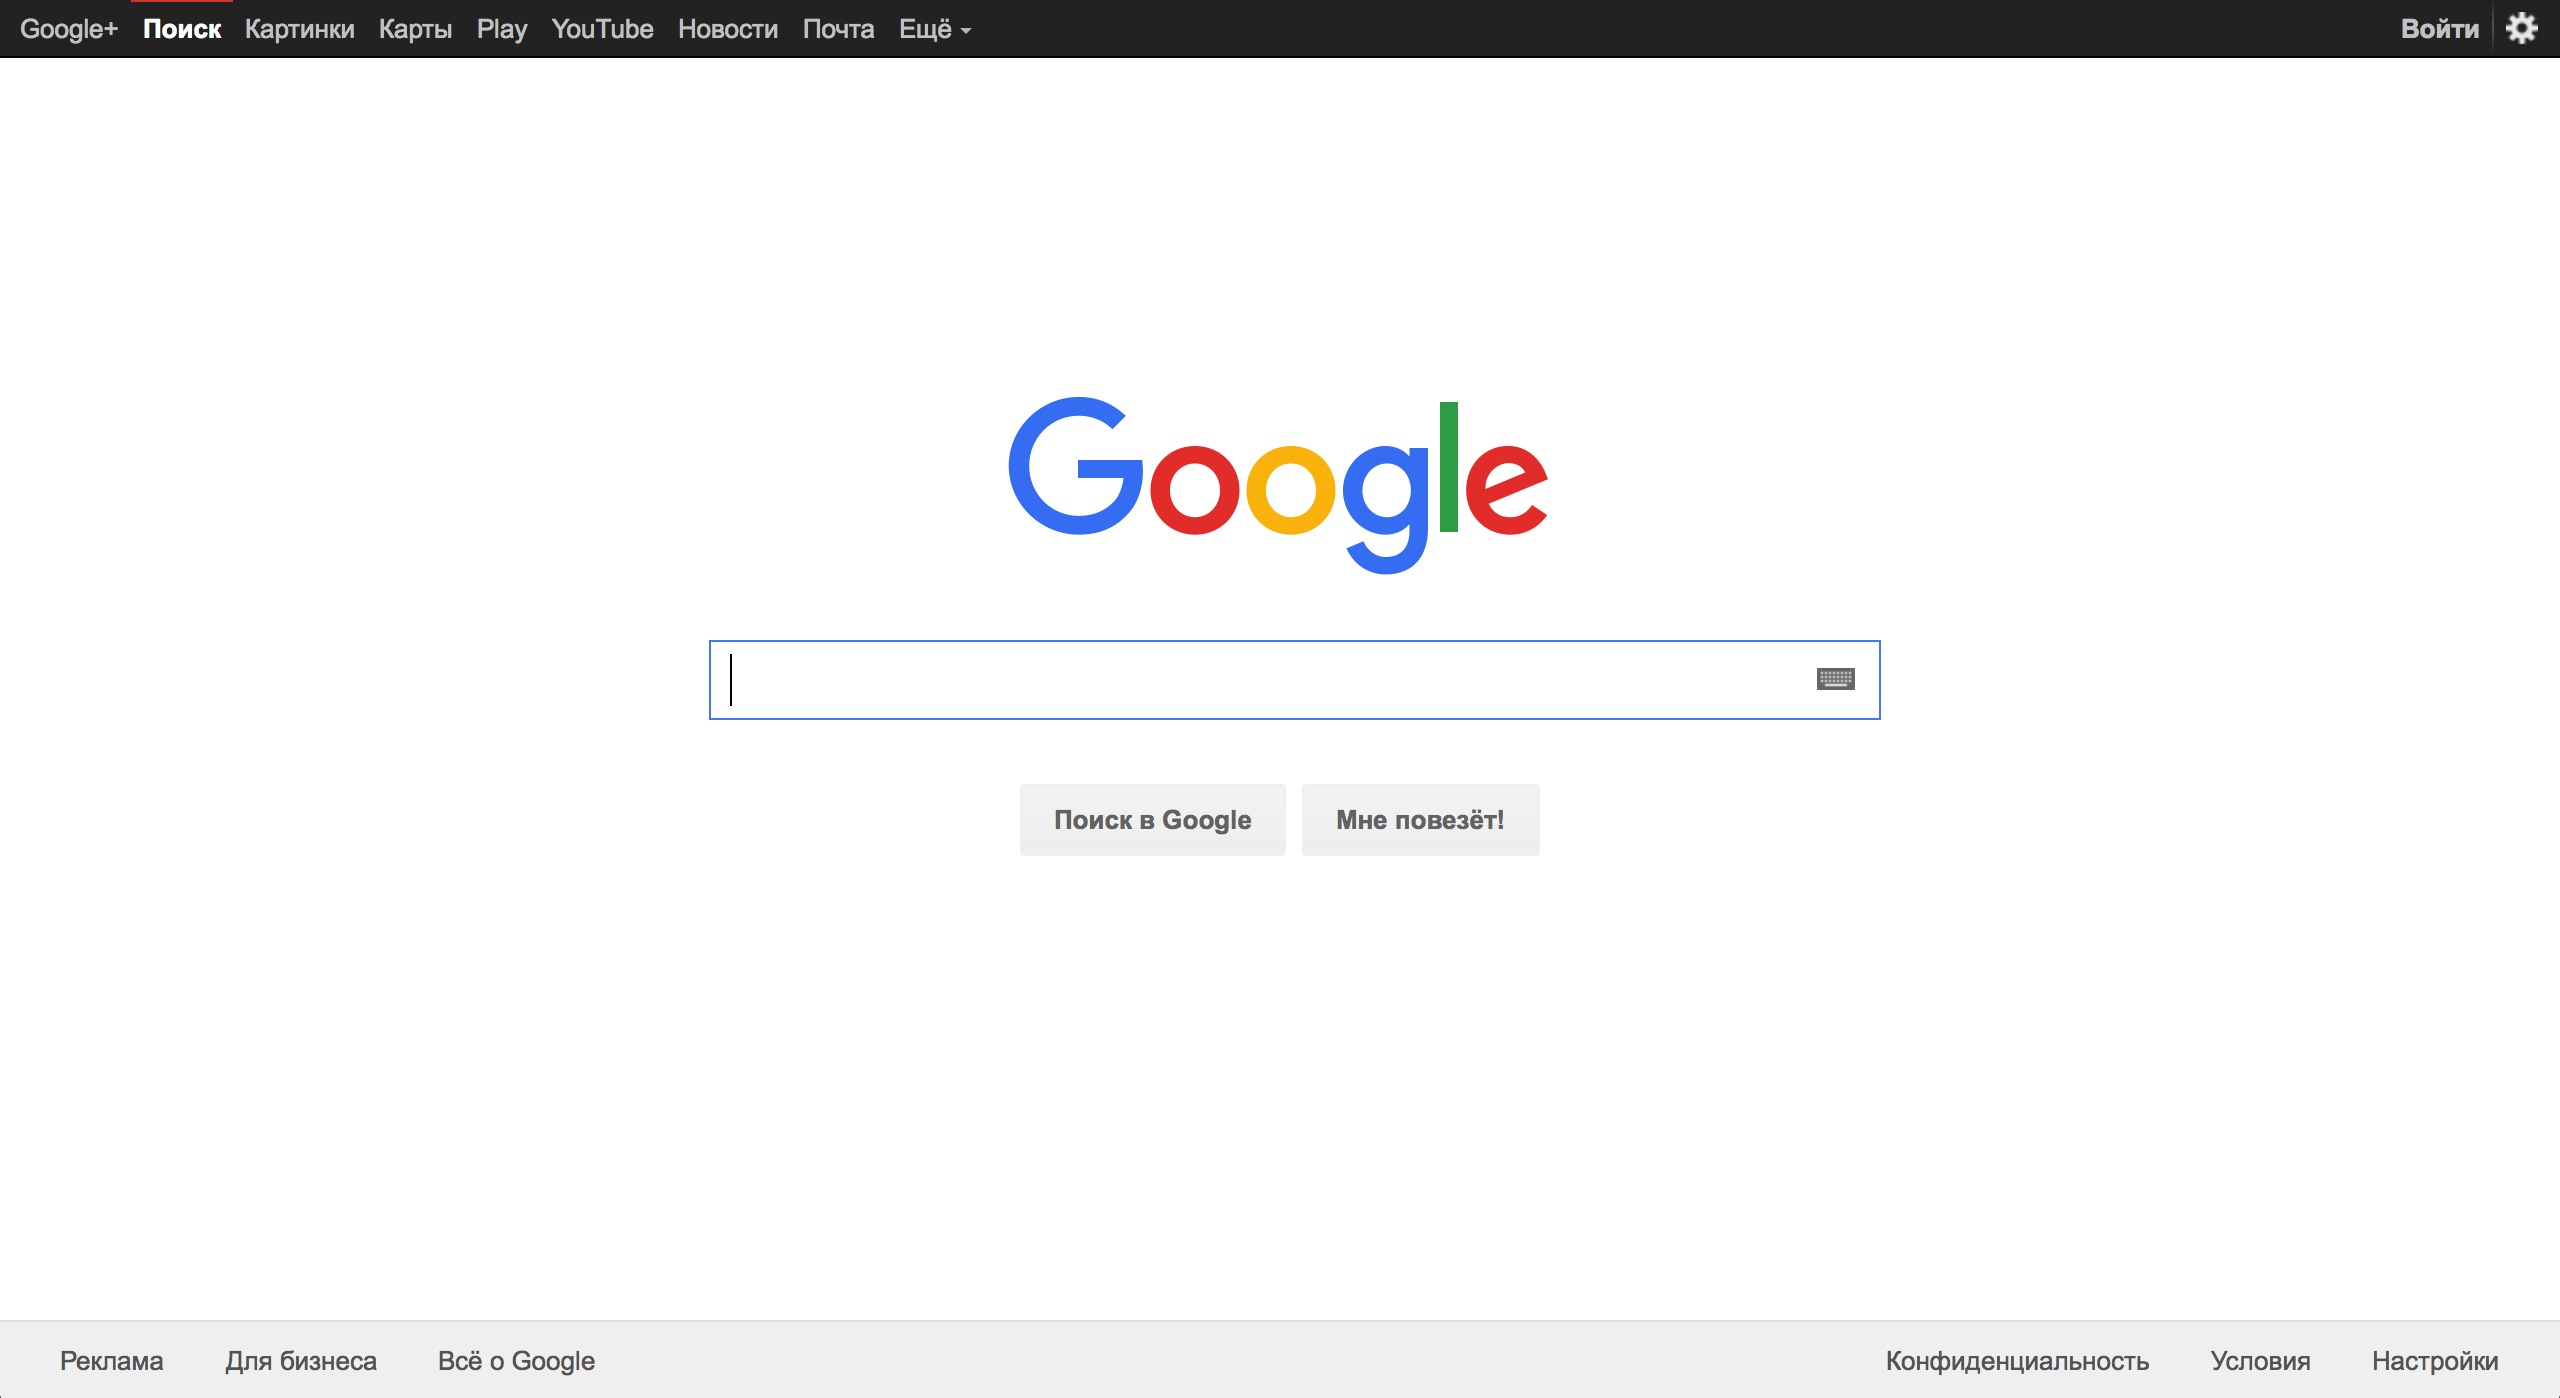 Google+ Поиск Картинки Карты Play YouTube Новости Почта Ещё Войти
Google
Поиск в Google Мне повезёт!
Реклама Для бизнеса Всё о Google Конфиденциальность Условия Настройки